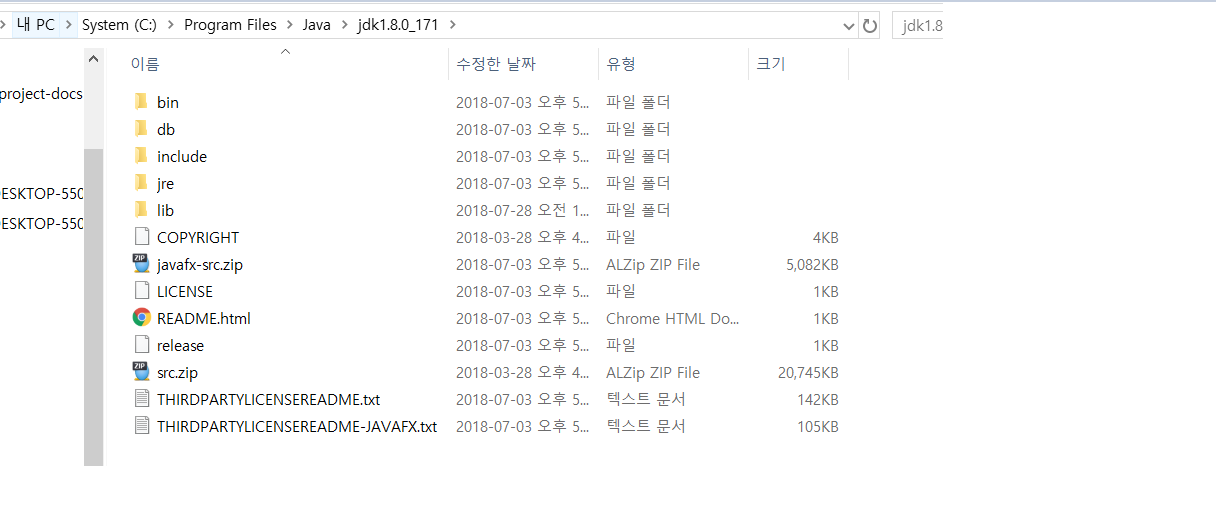 내 PC > System (C:) > Program Files > Java > jdk1.8.0_171 >
jdk1.8
이름 수정한 날짜 유형 크기
project-docs
ESKTOP-550
ESKTOP-550
bin 2018-07-03 오후 5... 파일 폴더
db 2018-07-03 오후 5... 파일 폴더
include 2018-07-03 오후 5... 파일 폴더
jre 2018-07-03 오후 5... 파일 폴더
lib 2018-07-28 오전 1... 파일 폴더
COPYRIGHT 2018-03-28 오후 4... 파일 4KB
javafx-src.zip 2018-07-03 오후 5... ALZip ZIP File 5,082KB
LICENSE 2018-07-03 오후 5... 파일 1KB
README.html 2018-07-03 오후 5... Chrome HTML Do... 1KB
release 2018-07-03 오후 5... 파일 1KB
src.zip 2018-03-28 오후 4... ALZip ZIP File 20,745KB
THIRDPARTYLICENSEREADME.txt 2018-07-03 오후 5... 텍스트 문서 142KB
THIRDPARTYLICENSEREADME-JAVAFX.txt 2018-07-03 오후 5... 텍스트 문서 105KB